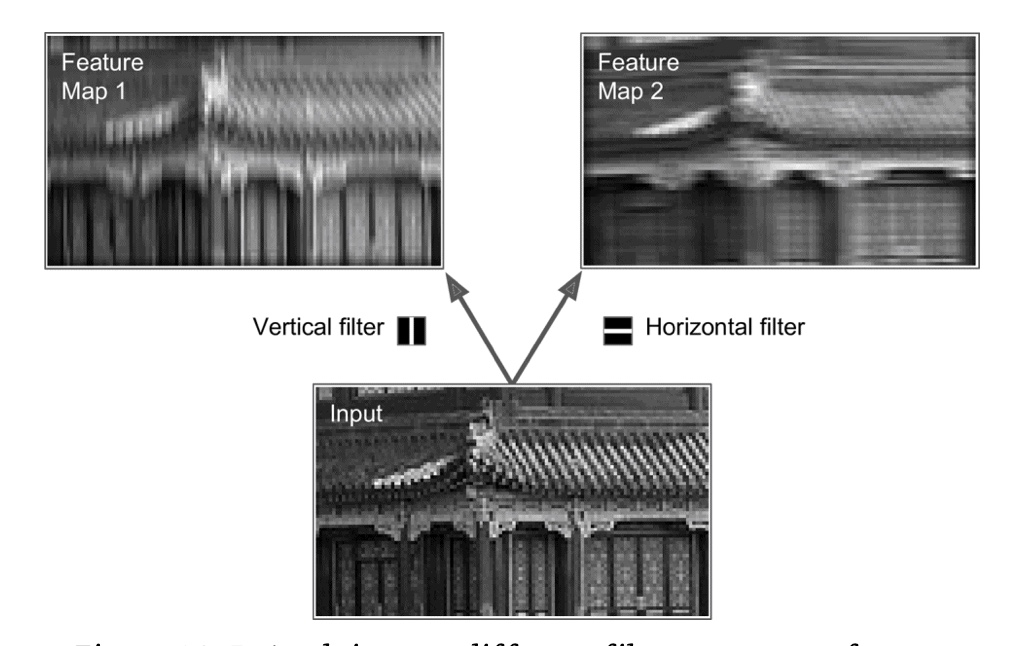 Feature
Map 1
Feature
Map 2
Vertical filter
Horizontal filter
Input